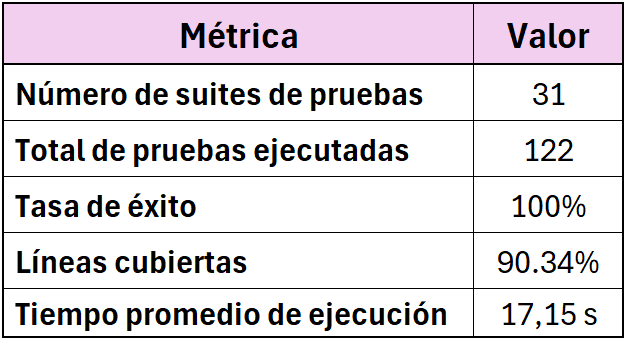 Métrica Valor
Número de suites de pruebas 31
Total de pruebas ejecutadas 122
Tasa de éxito 100%
Líneas cubiertas 90.34%
Tiempo promedio de ejecución 17,15 s